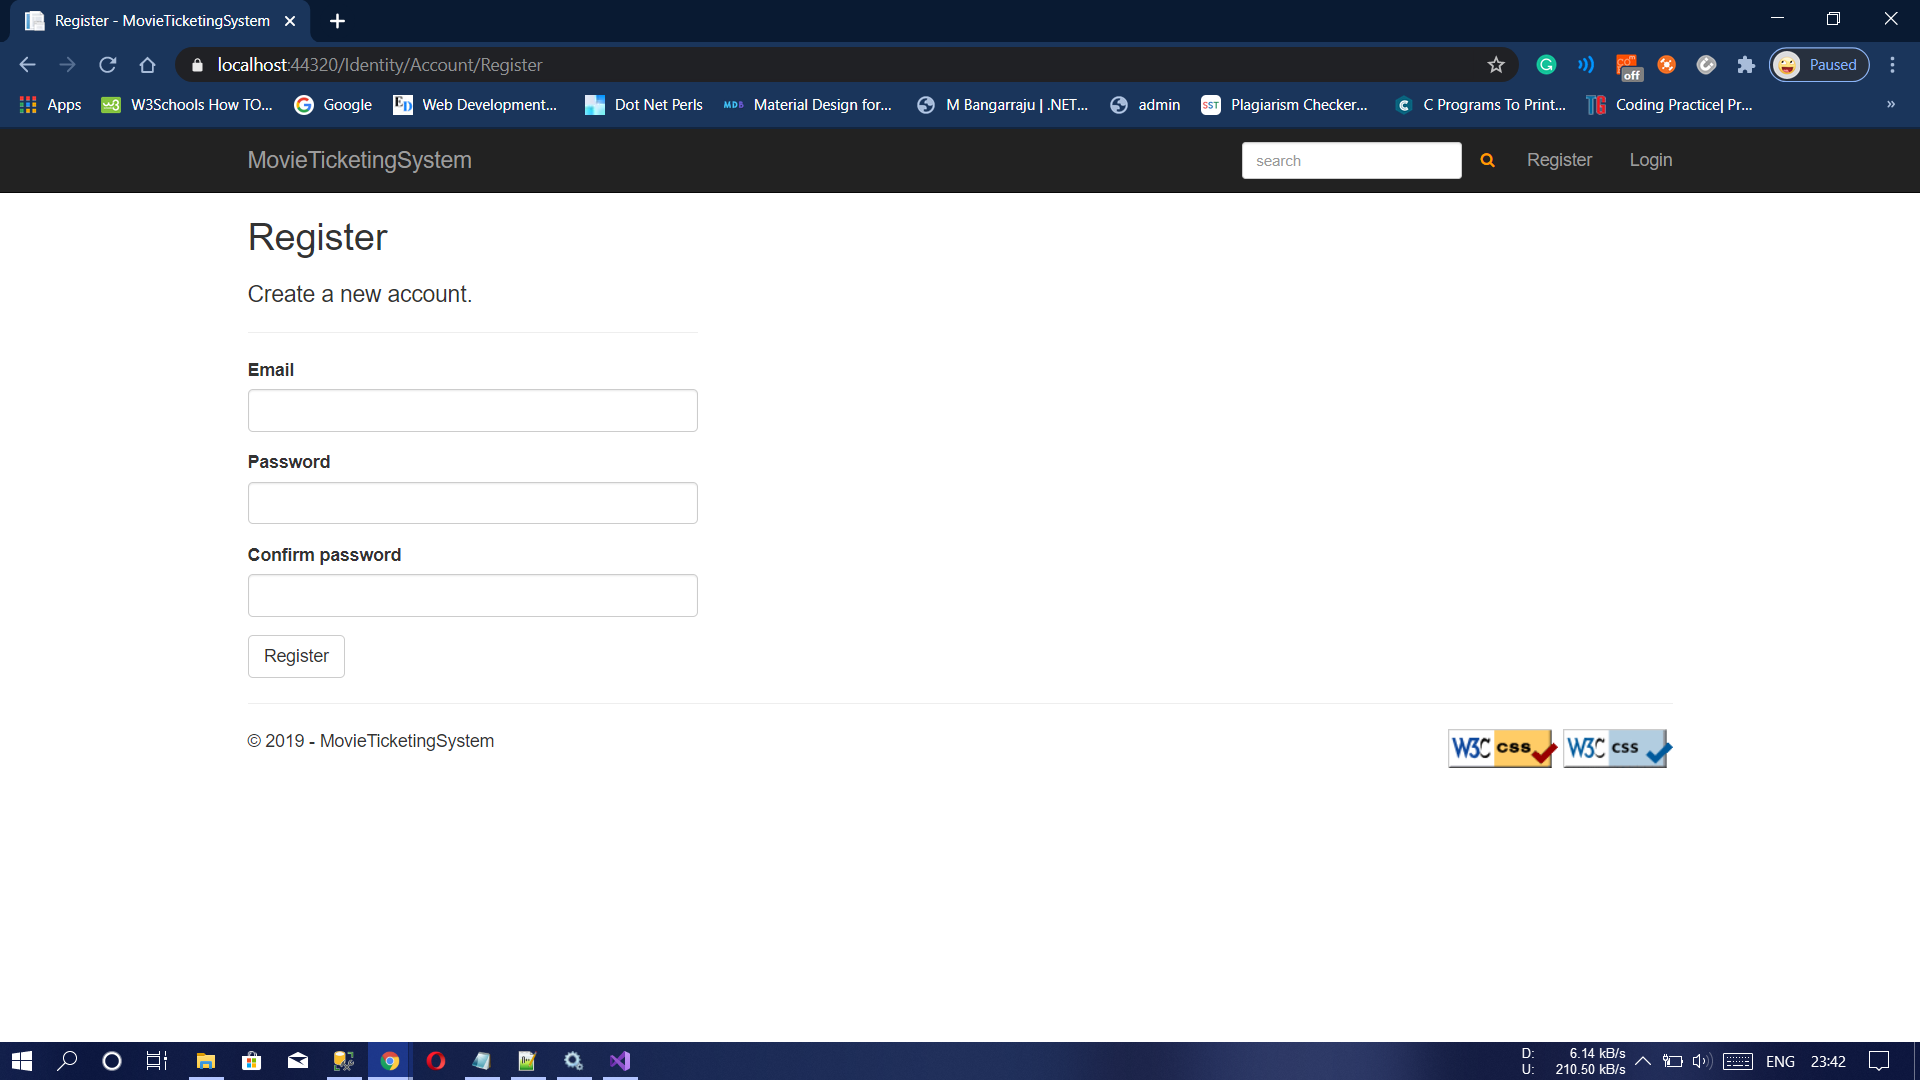 Register - MovieTicketingSystem
localhost:44320/Identity/Account/Register
off
Paused
Apps
W3Schools How TO...
Google
Web Development...
Dot Net Perls
MDB Material Design for...
M Bangarraju | .NET...
admin
SST Plagiarism Checker...
C Programs To Print...
Coding Practice| Pr...
»
MovieTicketingSystem
search
Register
Login
Register
Create a new account.
Email
Password
Confirm password
Register
© 2019 - MovieTicketingSystem
W3C css
W3C css
D: 6.14 kB/s
U: 210.50 kB/s
ENG
23:42